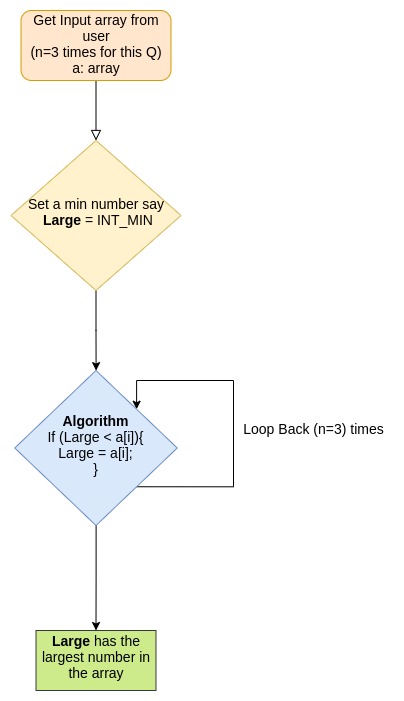 Get Input array from
user
(n=3 times for this Q)
a: array
Set a min number say
Large = INT_MIN
Algorithm
If (Large < a[i]){
Large = a[i];
}
Loop Back (n=3) times
Large has the
largest number in
the array